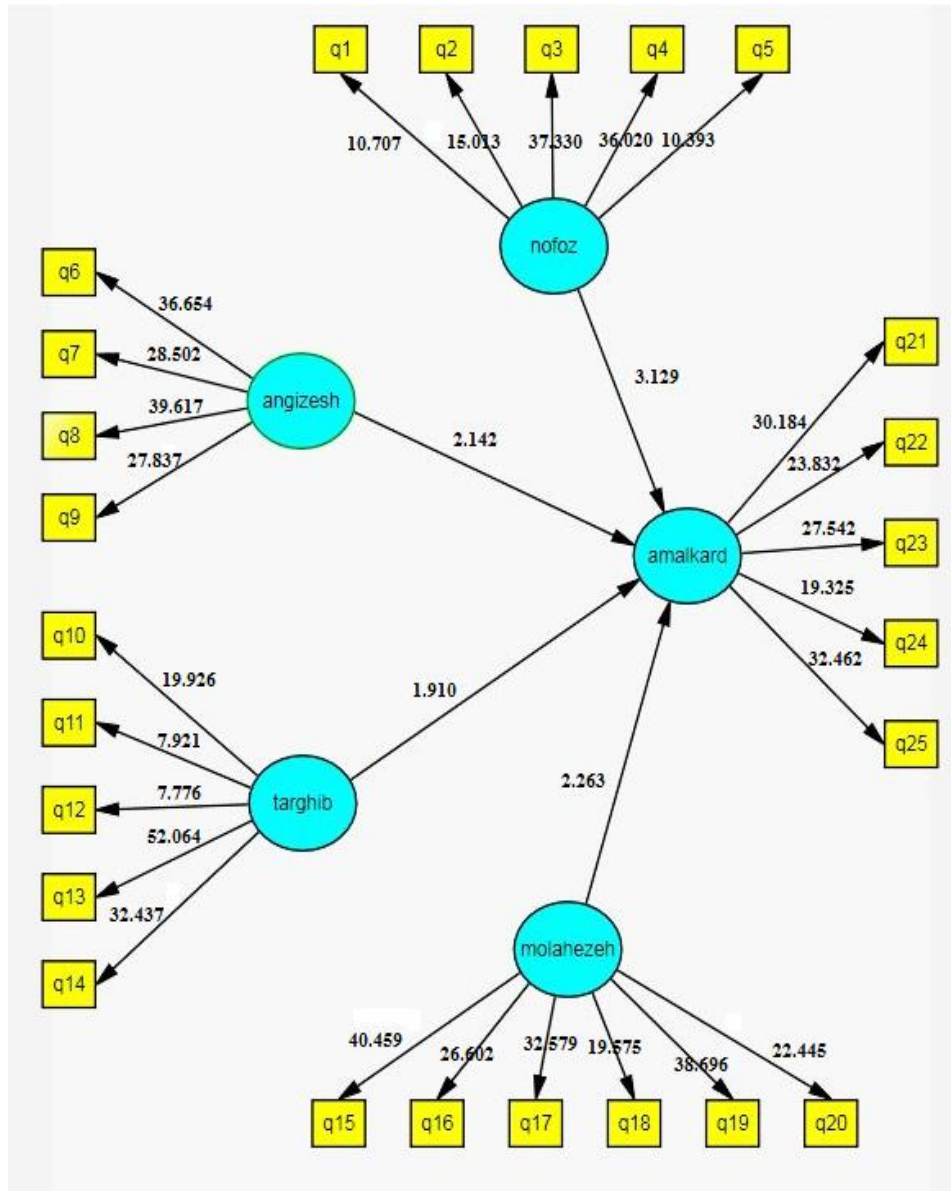 q1 q2 q3 q4 q5
10.707 15.013 37.330 36.020 10.393
nofoz
q6
36.654
q7
28.502
angizesh
q8
39.617
q9
27.837
3.129
2.142
q21
30.184
q22
23.832
amalkard
q23
27.542
19.325
q24
32.462
q25
q10
19.926
q11
7.921
q12
7.776
targhib
q13
52.064
q14
32.437
1.910
2.263
molahezeh
40.459 26.602 32.579 19.575 38.696 22.445
q15 q16 q17 q18 q19 q20